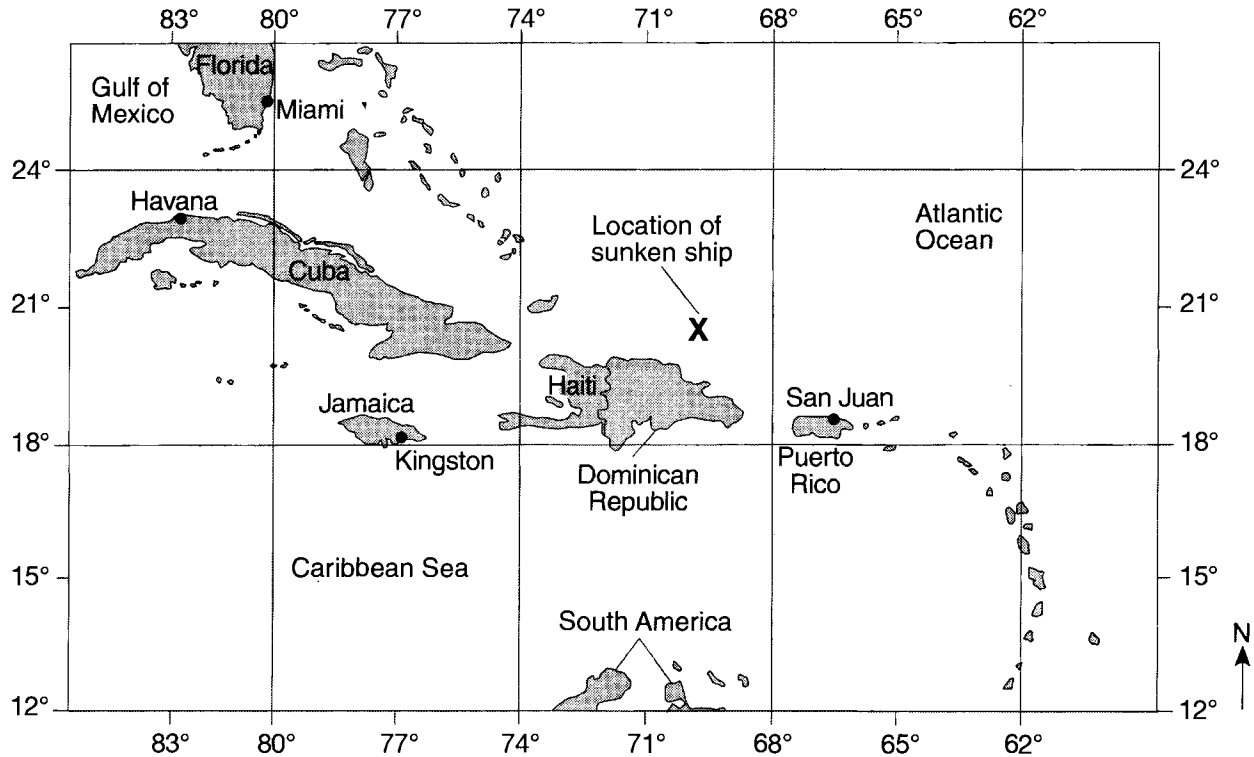 83° 80° 77° 74° 71° 68° 65° 62°
Florida
Gulf of
Mexico
Miami
24° 24°
Havana
Location of
sunken ship
Atlantic
Ocean
Cuba
21° 21°
X
Haiti
San Juan
Jamaica
18° 18°
Kingston
Puerto
Rico
Dominican
Republic
15° 15°
Caribbean Sea
South America
N
12° 12°
83° 80° 77° 74° 71° 68° 65° 62°